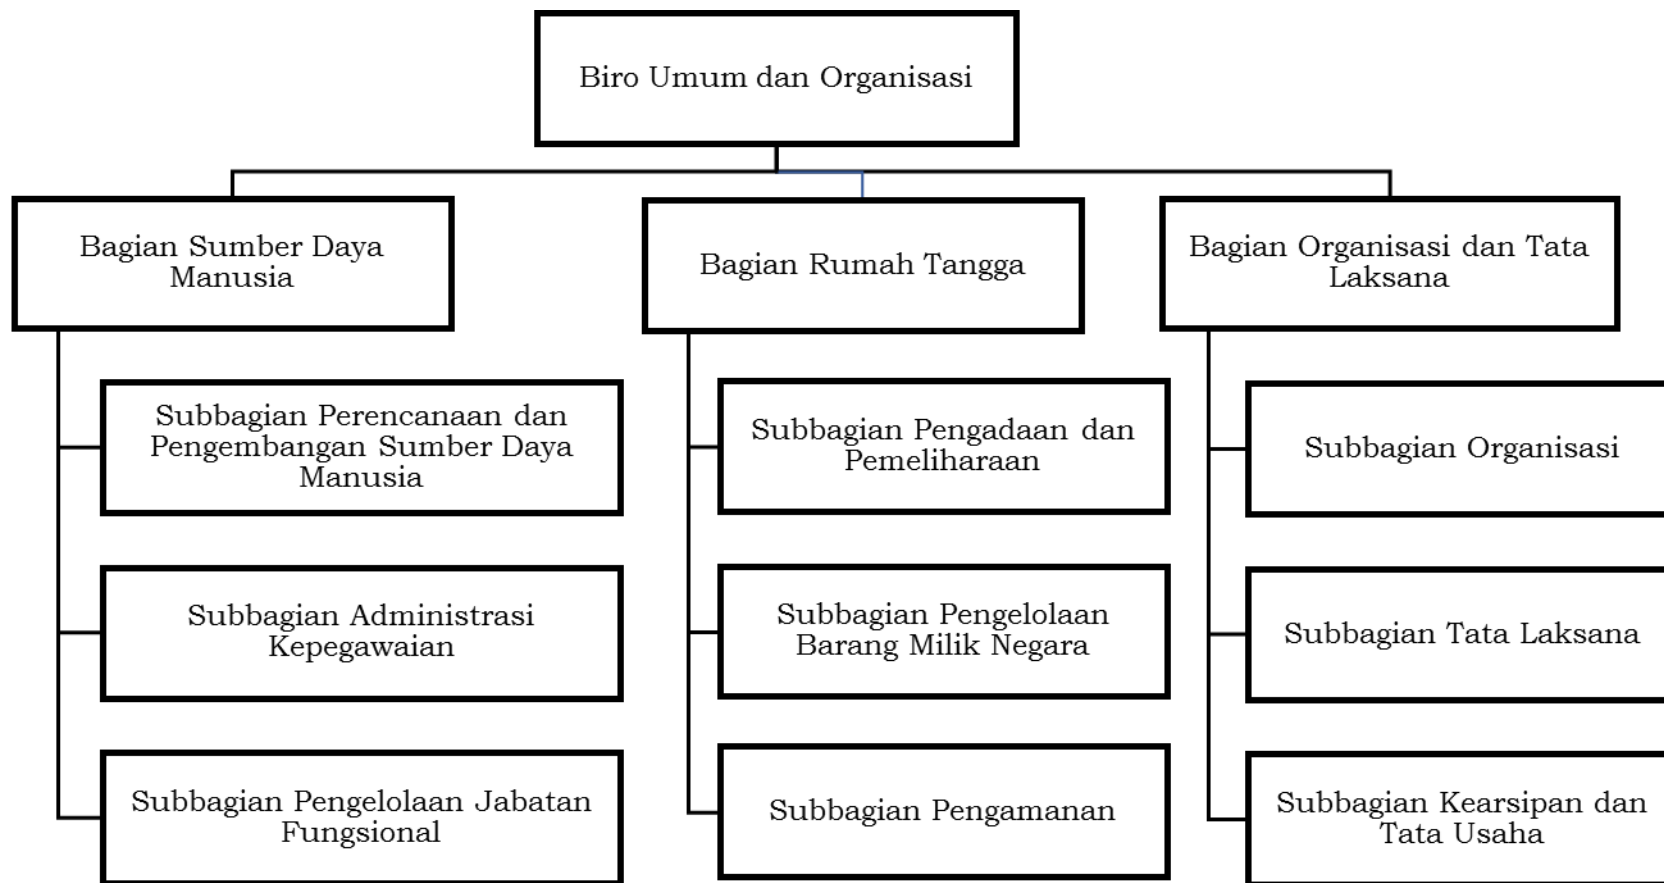 Biro Umum dan Organisasi
Bagian Sumber Daya
Manusia
Bagian Rumah Tangga
Bagian Organisasi dan Tata
Laksana
Subbagian Perencanaan dan
Pengembangan Sumber Daya
Manusia
Subbagian Pengadaan dan
Pemeliharaan
Subbagian Organisasi
Subbagian Administrasi
Kepegawaian
Subbagian Pengelolaan
Barang Milik Negara
Subbagian Tata Laksana
Subbagian Pengelolaan Jabatan
Fungsional
Subbagian Pengamanan
Subbagian Kearsipan dan
Tata Usaha